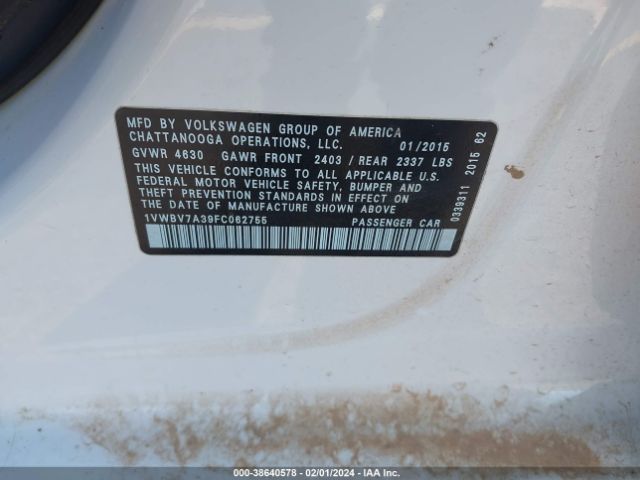 MFD BY VOLKSWAGEN GROUP OF AMERICA
CHATTANOOGA OPERATIONS, LLC. 01/2015
GVWR 4630 GAWR FRONT 2403 / REAR 2337 LBS
THIS VEHICLE CONFORMS TO ALL APPLICABLE U.S.
FEDERAL MOTOR VEHICLE SAFETY, BUMPER AND
THEFT PREVENTION STANDARDS IN EFFECT ON
THE DATE OF MANUFACTURE SHOWN ABOVE
1VWBV7A39FC062755 PASSENGER CAR
0339311 2015 62
000-38640578 - 02/01/2024 - IAA Inc.